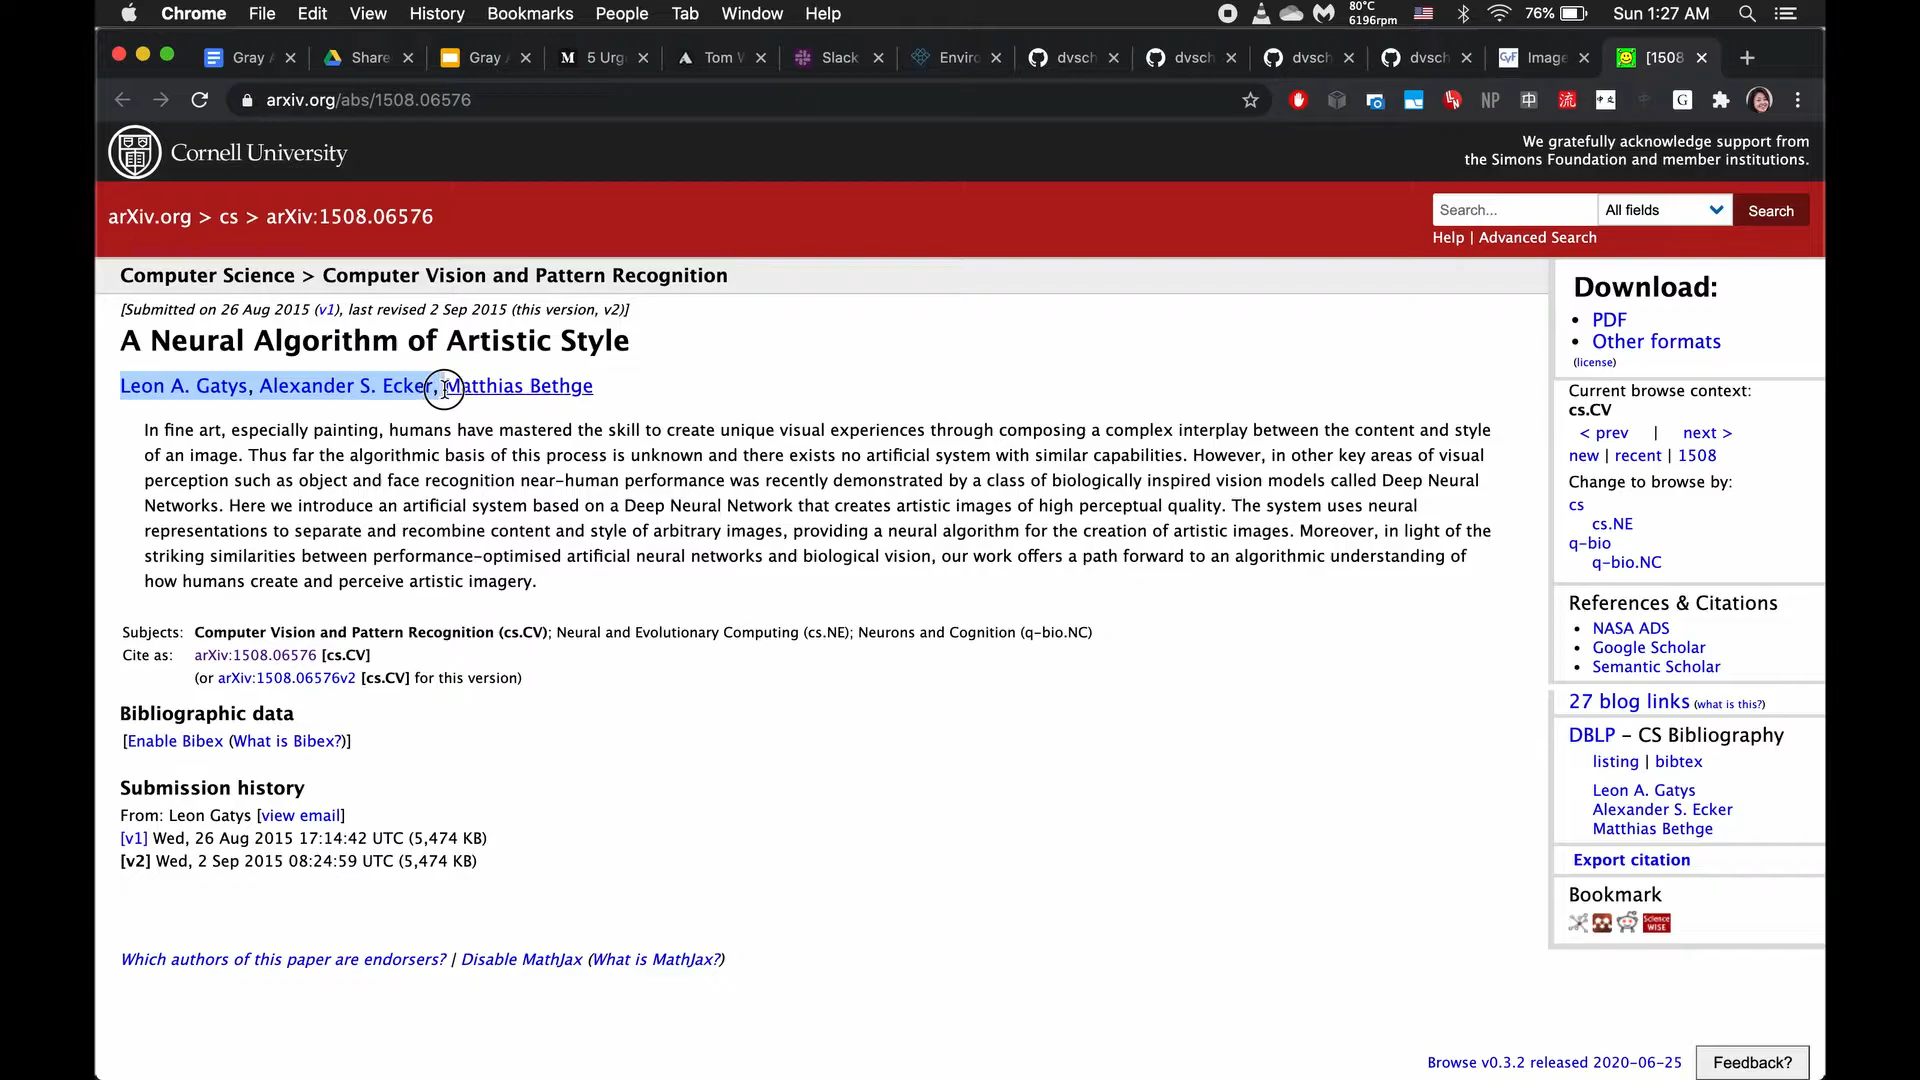 Chrome File Edit View History Bookmarks People Tab Window Help 80°C 6196rpm 76% Sun 1:27 AM
Gray Share Gray 5 Urg Tom Slack Enviro dvsch dvsch dvsch dvsch Image [1508
arxiv.org/abs/1508.06576
Cornell University
We gratefully acknowledge support from
the Simons Foundation and member institutions.
arXiv.org > cs > arXiv:1508.06576
Search... All fields Search
Help | Advanced Search
Computer Science > Computer Vision and Pattern Recognition
[Submitted on 26 Aug 2015 (v1), last revised 2 Sep 2015 (this version, v2)]
A Neural Algorithm of Artistic Style
Leon A. Gatys, Alexander S. Ecker, Matthias Bethge
In fine art, especially painting, humans have mastered the skill to create unique visual experiences through composing a complex interplay between the content and style
of an image. Thus far the algorithmic basis of this process is unknown and there exists no artificial system with similar capabilities. However, in other key areas of visual
perception such as object and face recognition near-human performance was recently demonstrated by a class of biologically inspired vision models called Deep Neural
Networks. Here we introduce an artificial system based on a Deep Neural Network that creates artistic images of high perceptual quality. The system uses neural
representations to separate and recombine content and style of arbitrary images, providing a neural algorithm for the creation of artistic images. Moreover, in light of the
striking similarities between performance-optimised artificial neural networks and biological vision, our work offers a path forward to an algorithmic understanding of
how humans create and perceive artistic imagery.
Subjects: Computer Vision and Pattern Recognition (cs.CV); Neural and Evolutionary Computing (cs.NE); Neurons and Cognition (q-bio.NC)
Cite as: arXiv:1508.06576 [cs.CV]
(or arXiv:1508.06576v2 [cs.CV] for this version)
Bibliographic data
[Enable Bibex (What is Bibex?)]
Submission history
From: Leon Gatys [view email]
[v1] Wed, 26 Aug 2015 17:14:42 UTC (5,474 KB)
[v2] Wed, 2 Sep 2015 08:24:59 UTC (5,474 KB)
Which authors of this paper are endorsers? | Disable MathJax (What is MathJax?)
Download:
PDF
Other formats
(license)
Current browse context:
cs.CV
< prev | next >
new | recent | 1508
Change to browse by:
cs
cs.NE
q-bio
q-bio.NC
References & Citations
NASA ADS
Google Scholar
Semantic Scholar
27 blog links (what is this?)
DBLP – CS Bibliography
listing | bibtex
Leon A. Gatys
Alexander S. Ecker
Matthias Bethge
Export citation
Bookmark
Science WISE
Browse v0.3.2 released 2020-06-25 Feedback?